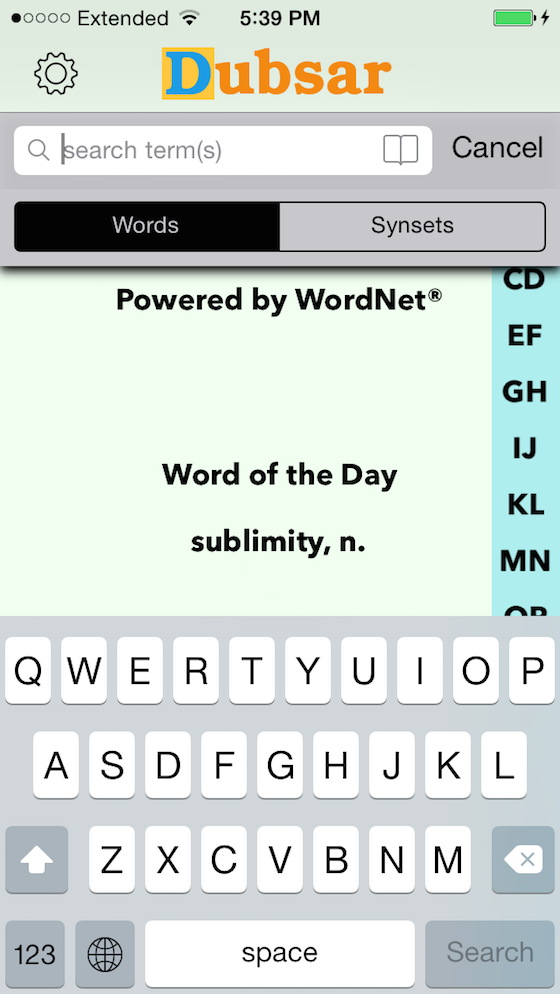 Extended 5:39 PM
Dubsar
search term(s) Cancel
Words Synsets
Powered by WordNet®
Word of the Day
sublimity, n.
CD
EF
GH
IJ
KL
MN
Q W E R T Y U I O P
A S D F G H J K L
Z X C V B N M
123 space Search